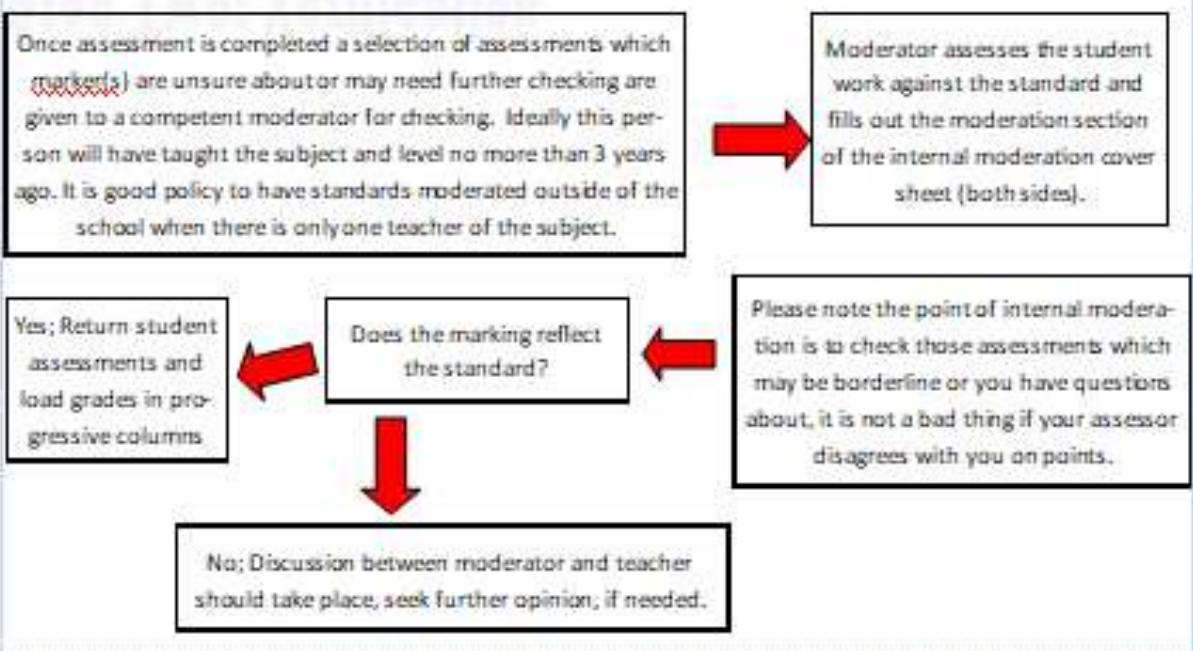 Once assessment is completed a selection of assessments which
marker(s) are unsure about or may need further checking are
given to a competent moderator for checking. Ideally this per-
son will have taught the subject and level no more than 3 years
ago. It is good policy to have standards moderated outside of the
school when there is only one teacher of the subject.
Moderator assesses the student
work against the standard and
fills out the moderation section
of the internal moderation cover
sheet (both sides).
Please note the point of internal modera-
tion is to check those assessments which
may be borderline or you have questions
about, it is not a bad thing if your assessor
disagrees with you on points.
Does the marking reflect
the standard?
Yes; Return student
assessments and
load grades in pro-
gressive columns
No; Discussion between moderator and teacher
should take place, seek further opinion, if needed.